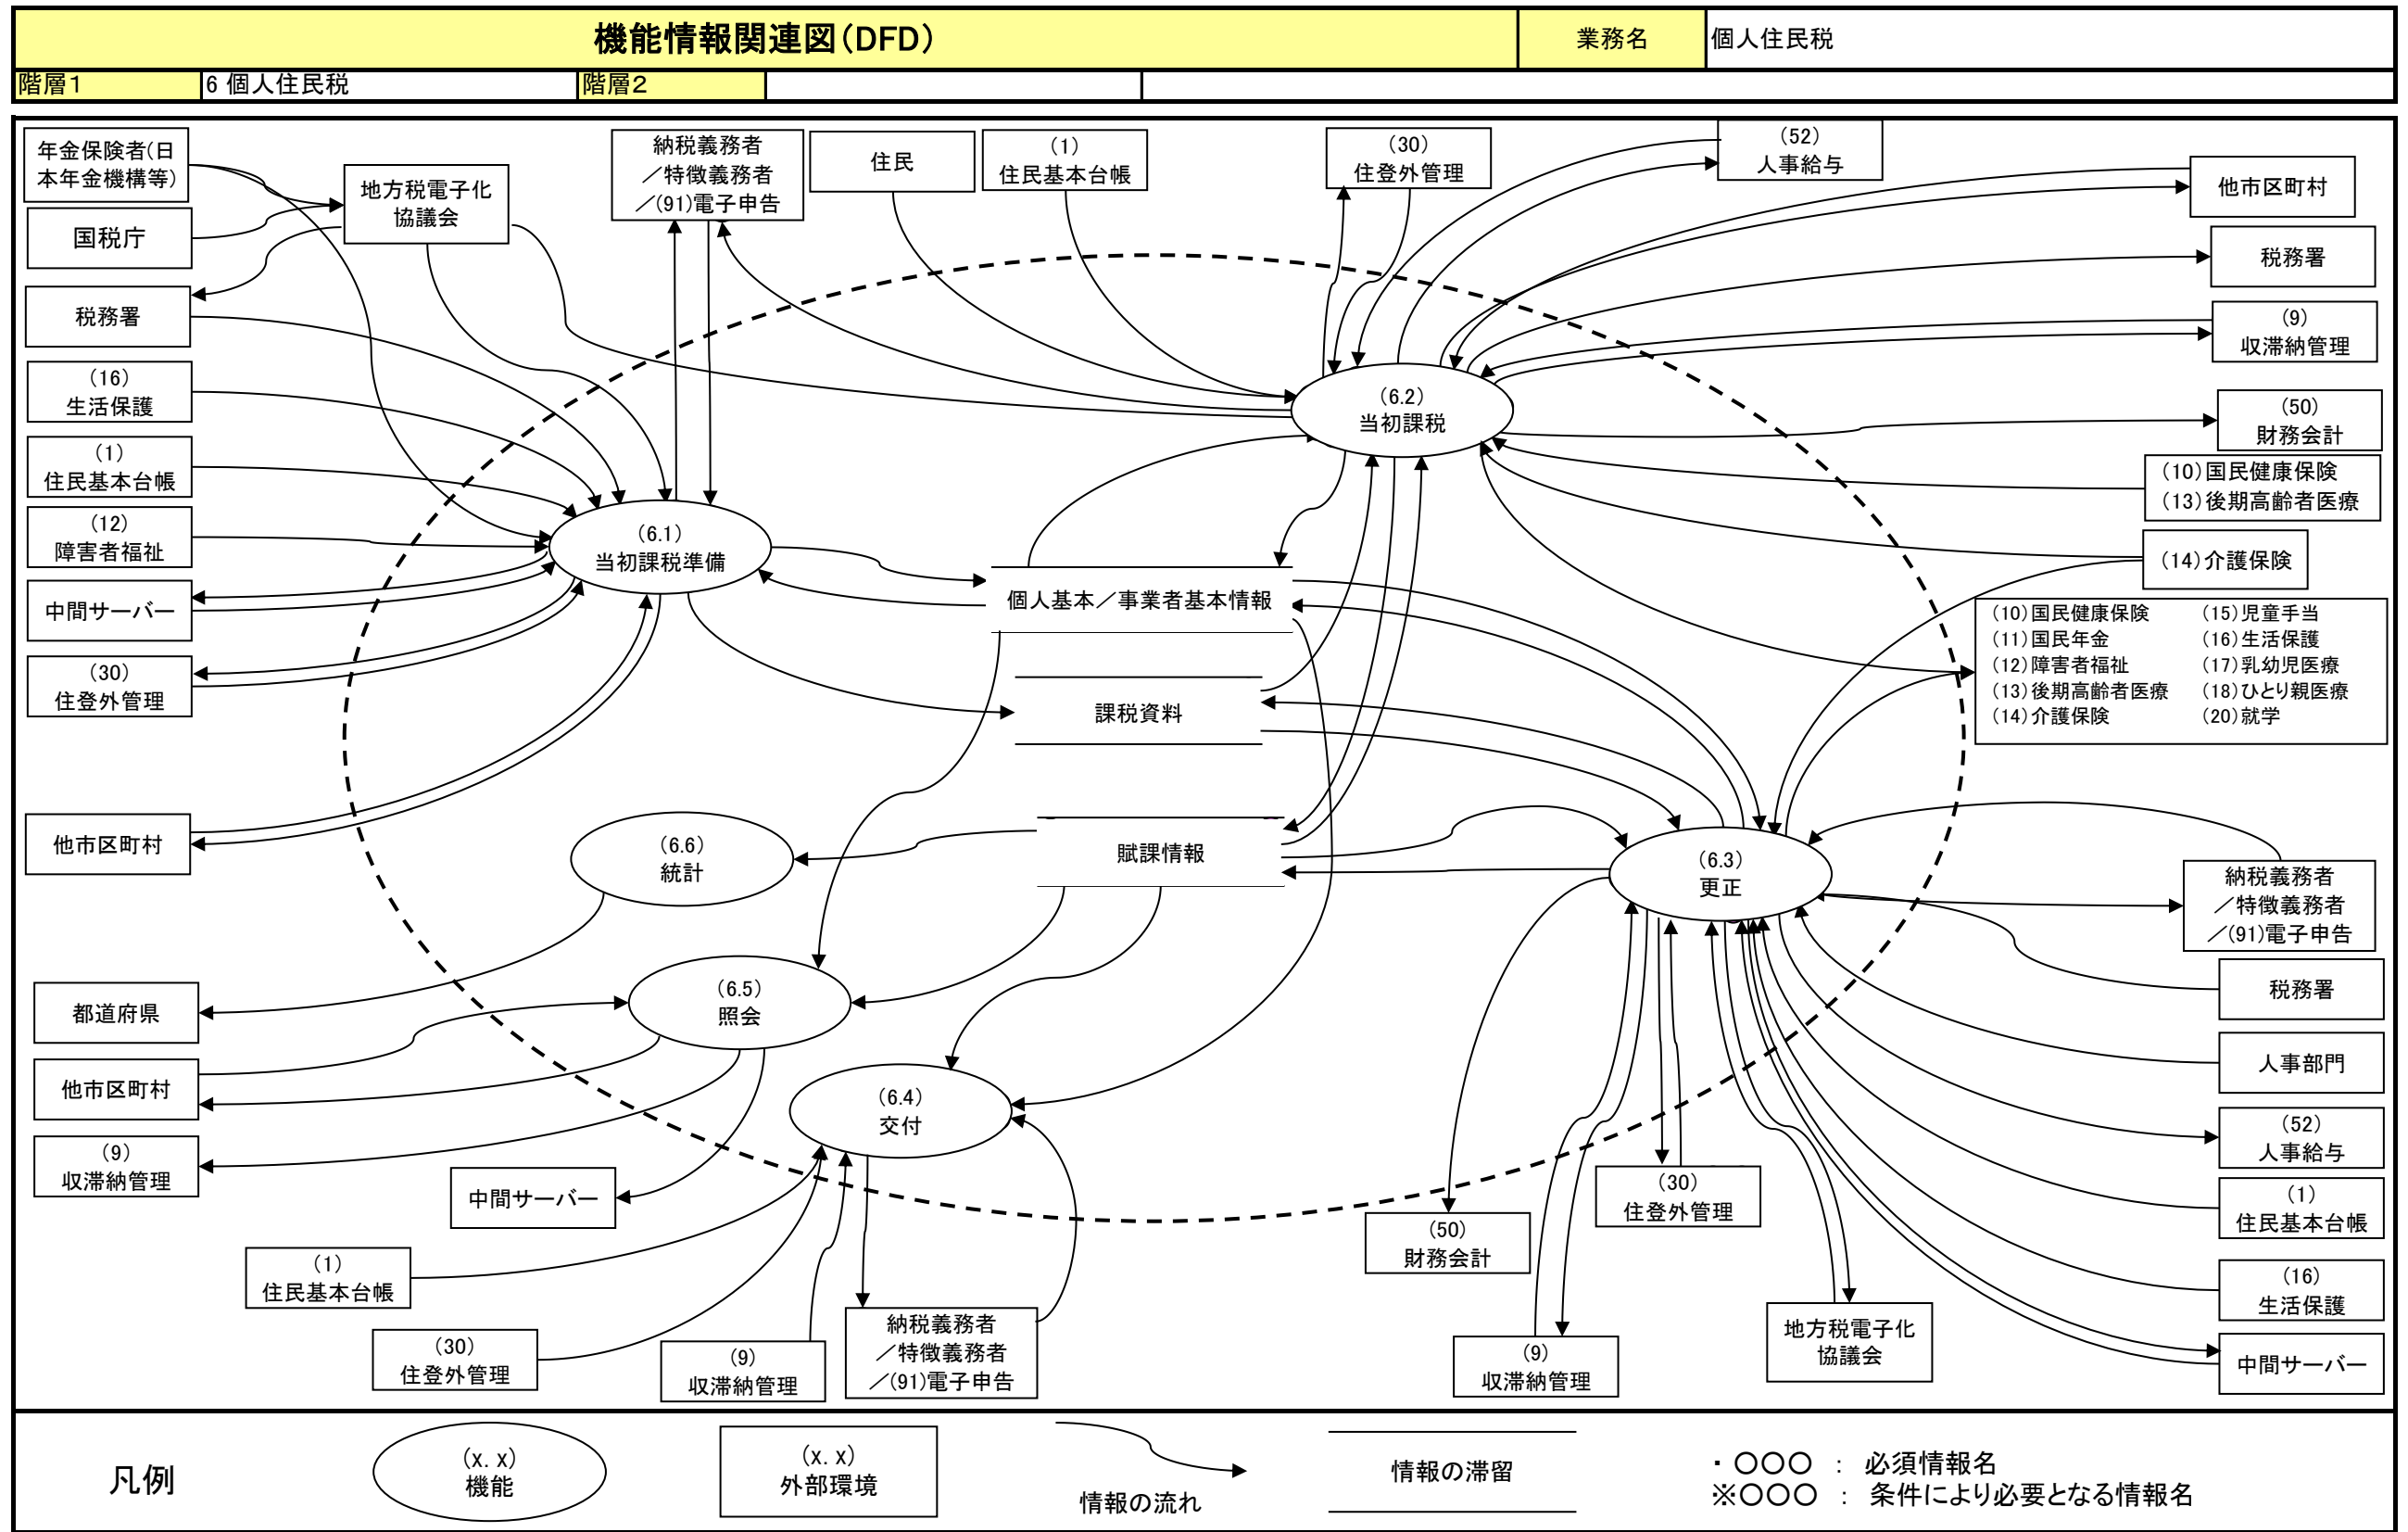 機能情報関連図(DFD)
業務名
個人住民税
階層1
6 個人住民税
階層2
年金保険者(日
本年金機構等)
地方税電子化
協議会
国税庁
税務署
(16)
生活保護
(1)
住民基本台帳
(12)
障害者福祉
中間サーバー
(30)
住登外管理
他市区町村
納税義務者
/特徴義務者
/(91)電子申告
住民
(1)
住民基本台帳
(30)
住登外管理
(52)
人事給与
他市区町村
税務署
(9)
収滞納管理
(50)
財務会計
(10)国民健康保険
(13)後期高齢者医療
(14)介護保険
(10)国民健康保険 (15)児童手当
(11)国民年金 (16)生活保護
(12)障害者福祉 (17)乳幼児医療
(13)後期高齢者医療 (18)ひとり親医療
(14)介護保険 (20)就学
(6.1)
当初課税準備
(6.2)
当初課税
個人基本/事業者基本情報
課税資料
賦課情報
(6.6)
統計
(6.3)
更正
(6.5)
照会
(6.4)
交付
都道府県
他市区町村
(9)
収滞納管理
中間サーバー
(1)
住民基本台帳
(30)
住登外管理
(9)
収滞納管理
納税義務者
/特徴義務者
/(91)電子申告
(50)
財務会計
(9)
収滞納管理
(30)
住登外管理
地方税電子化
協議会
納税義務者
/特徴義務者
/(91)電子申告
税務署
人事部門
(52)
人事給与
(1)
住民基本台帳
(16)
生活保護
中間サーバー
凡例
(x.x)
機能
(x.x)
外部環境
情報の流れ
情報の滞留
・○○○ : 必須情報名
※○○○ : 条件により必要となる情報名